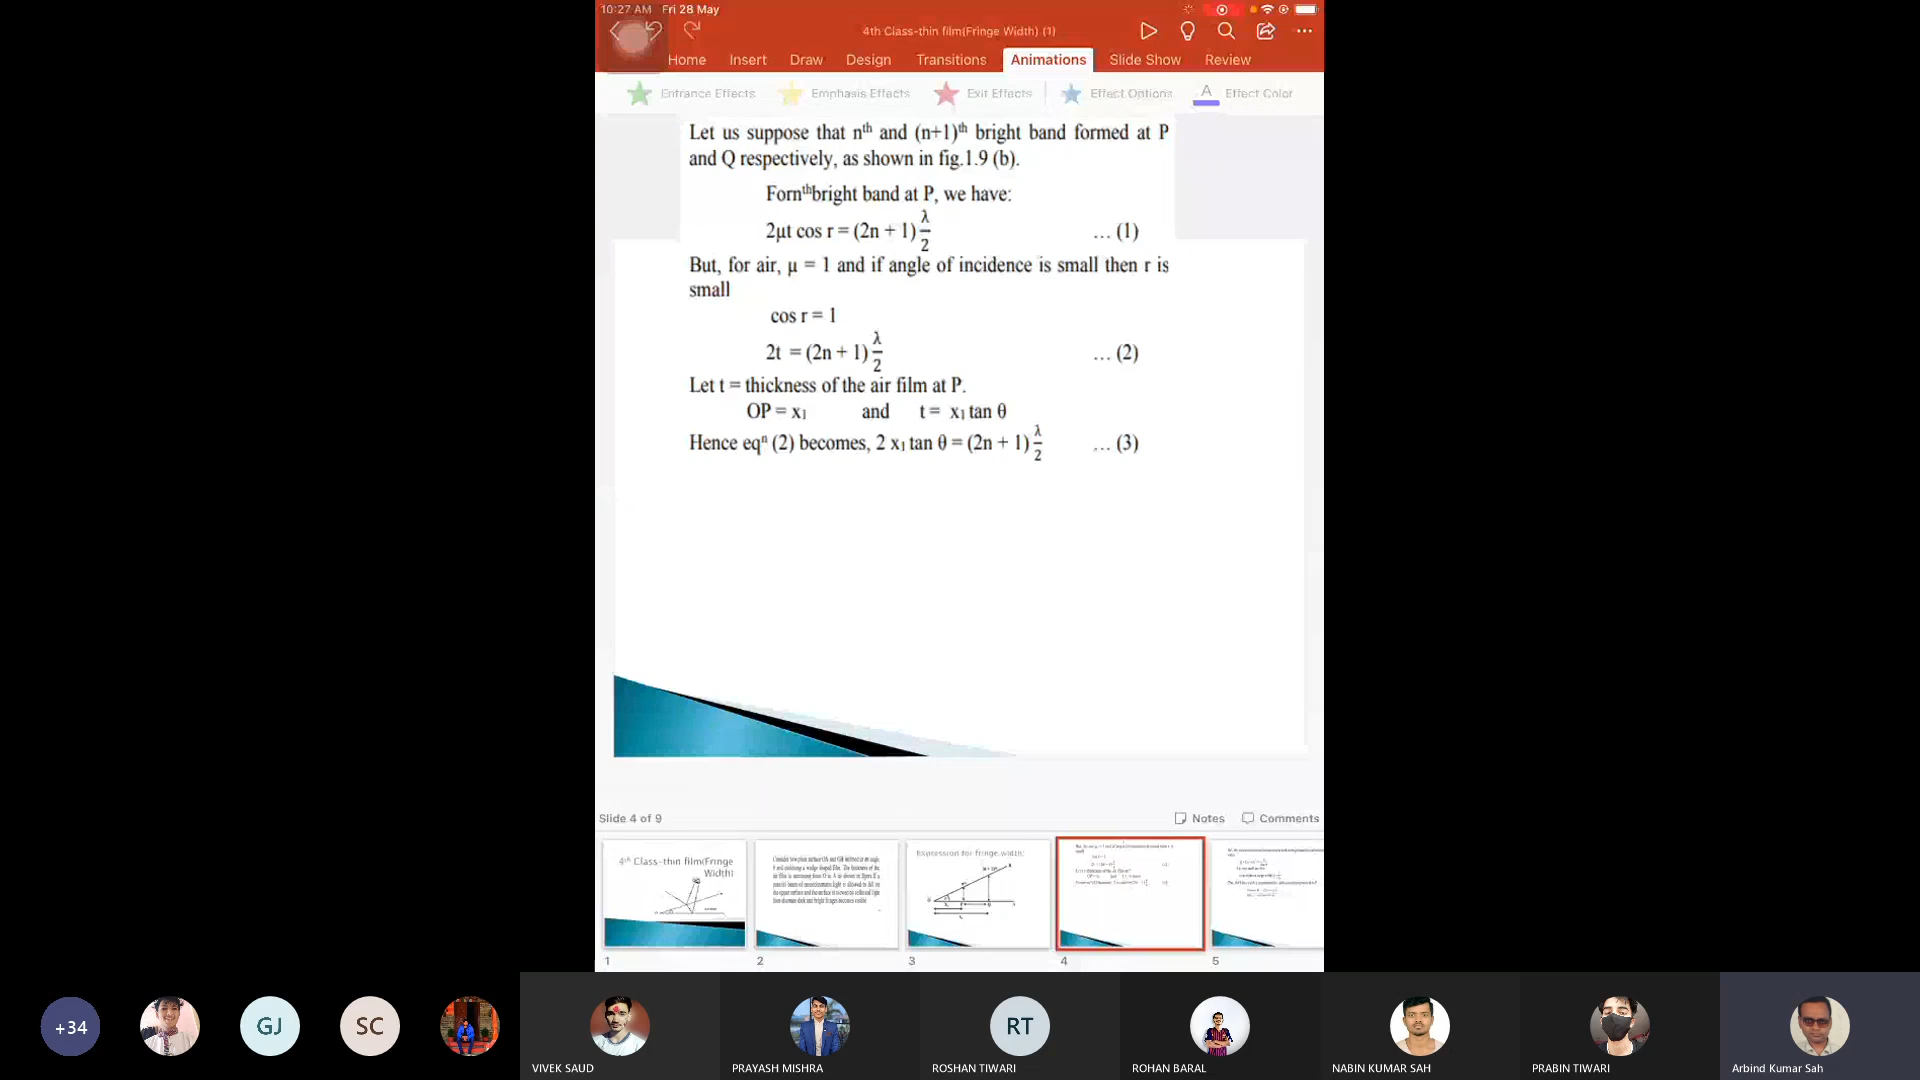 10:27 AM Fri 28 May
4th Class-thin film(Fringe Width) (1)
Home Insert Draw Design Transitions Animations Slide Show Review
Entrance Effects Emphasis Effects Exit Effects Effect Options A Effect Color
Let us suppose that nᵗʰ and (n+1)ᵗʰ bright band formed at P
and Q respectively, as shown in fig.1.9 (b).
Fornᵗʰbright band at P, we have:
2μt cos r = (2n + 1) λ/2 ... (1)
But, for air, μ = 1 and if angle of incidence is small then r is
small
cos r = 1
2t = (2n + 1) λ/2 ... (2)
Let t = thickness of the air film at P.
OP = x₁ and t = x₁ tan θ
Hence eqⁿ (2) becomes, 2 x₁ tan θ = (2n + 1) λ/2 ... (3)
Slide 4 of 9
Notes Comments
4ᵗʰ Class-thin film(Fringe
Width)
Expression for fringe width:
1 2 3 4 5
+34 GJ SC RT
VIVEK SAUD PRAYASH MISHRA ROSHAN TIWARI ROHAN BARAL NABIN KUMAR SAH PRABIN TIWARI Arbind Kumar Sah